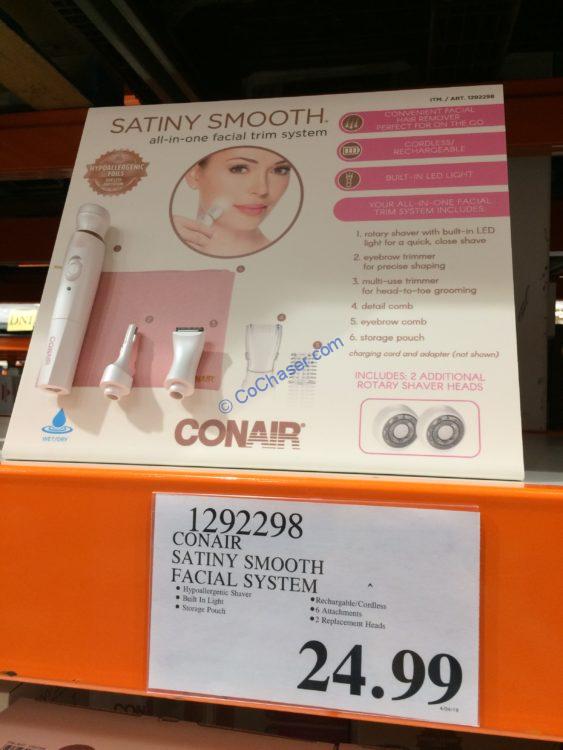 ITM. / ART. 1292298
SATINY SMOOTH®
all-in-one facial trim system
HYPOALLERGENIC
FOILS
CONVENIENT FACIAL
HAIR REMOVER
PERFECT FOR ON THE GO
CORDLESS/
RECHARGEABLE
BUILT-IN LED LIGHT
YOUR ALL-IN-ONE FACIAL
TRIM SYSTEM INCLUDES:
1. rotary shaver with built-in LED
light for a quick, close shave
2. eyebrow trimmer
for precise shaping
3. multi-use trimmer
for head-to-toe grooming
4. detail comb
5. eyebrow comb
6. storage pouch
charging cord and adapter (not shown)
INCLUDES: 2 ADDITIONAL
ROTARY SHAVER HEADS
CONAIR
CONAIR
© CoChaser.com
WET/DRY
CONAIR®
1292298
CONAIR
SATINY SMOOTH
FACIAL SYSTEM
• Hypoallergenic Shaver
• Built In Light
• Storage Pouch
• Rechargable/Cordless
• 6 Attachments
• 2 Replacement Heads
24.99